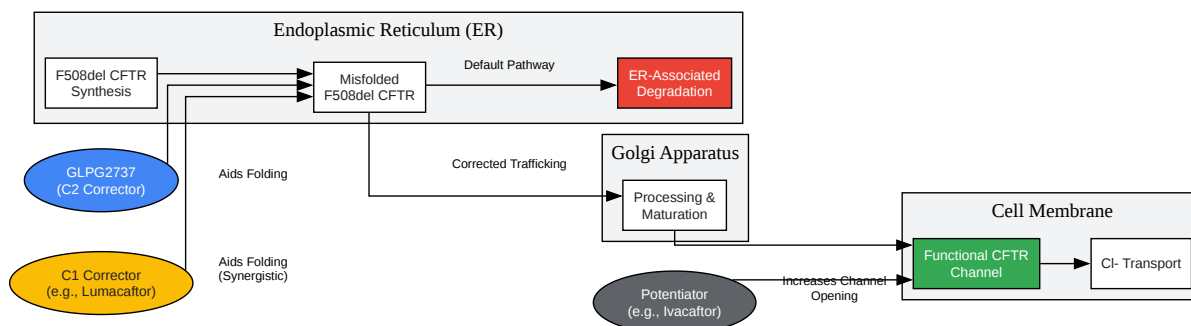 Endoplasmic Reticulum (ER)
F508del CFTR
Synthesis
Misfolded
F508del CFTR
Default Pathway
ER-Associated
Degradation
GLPG2737
(C2 Corrector)
Aids Folding
Corrected Trafficking
Golgi Apparatus
Processing &
Maturation
C1 Corrector
(e.g., Lumacaftor)
Aids Folding
(Synergistic)
Cell Membrane
Functional CFTR
Channel
Cl- Transport
Potentiator
(e.g., Ivacaftor)
Increases Channel
Opening